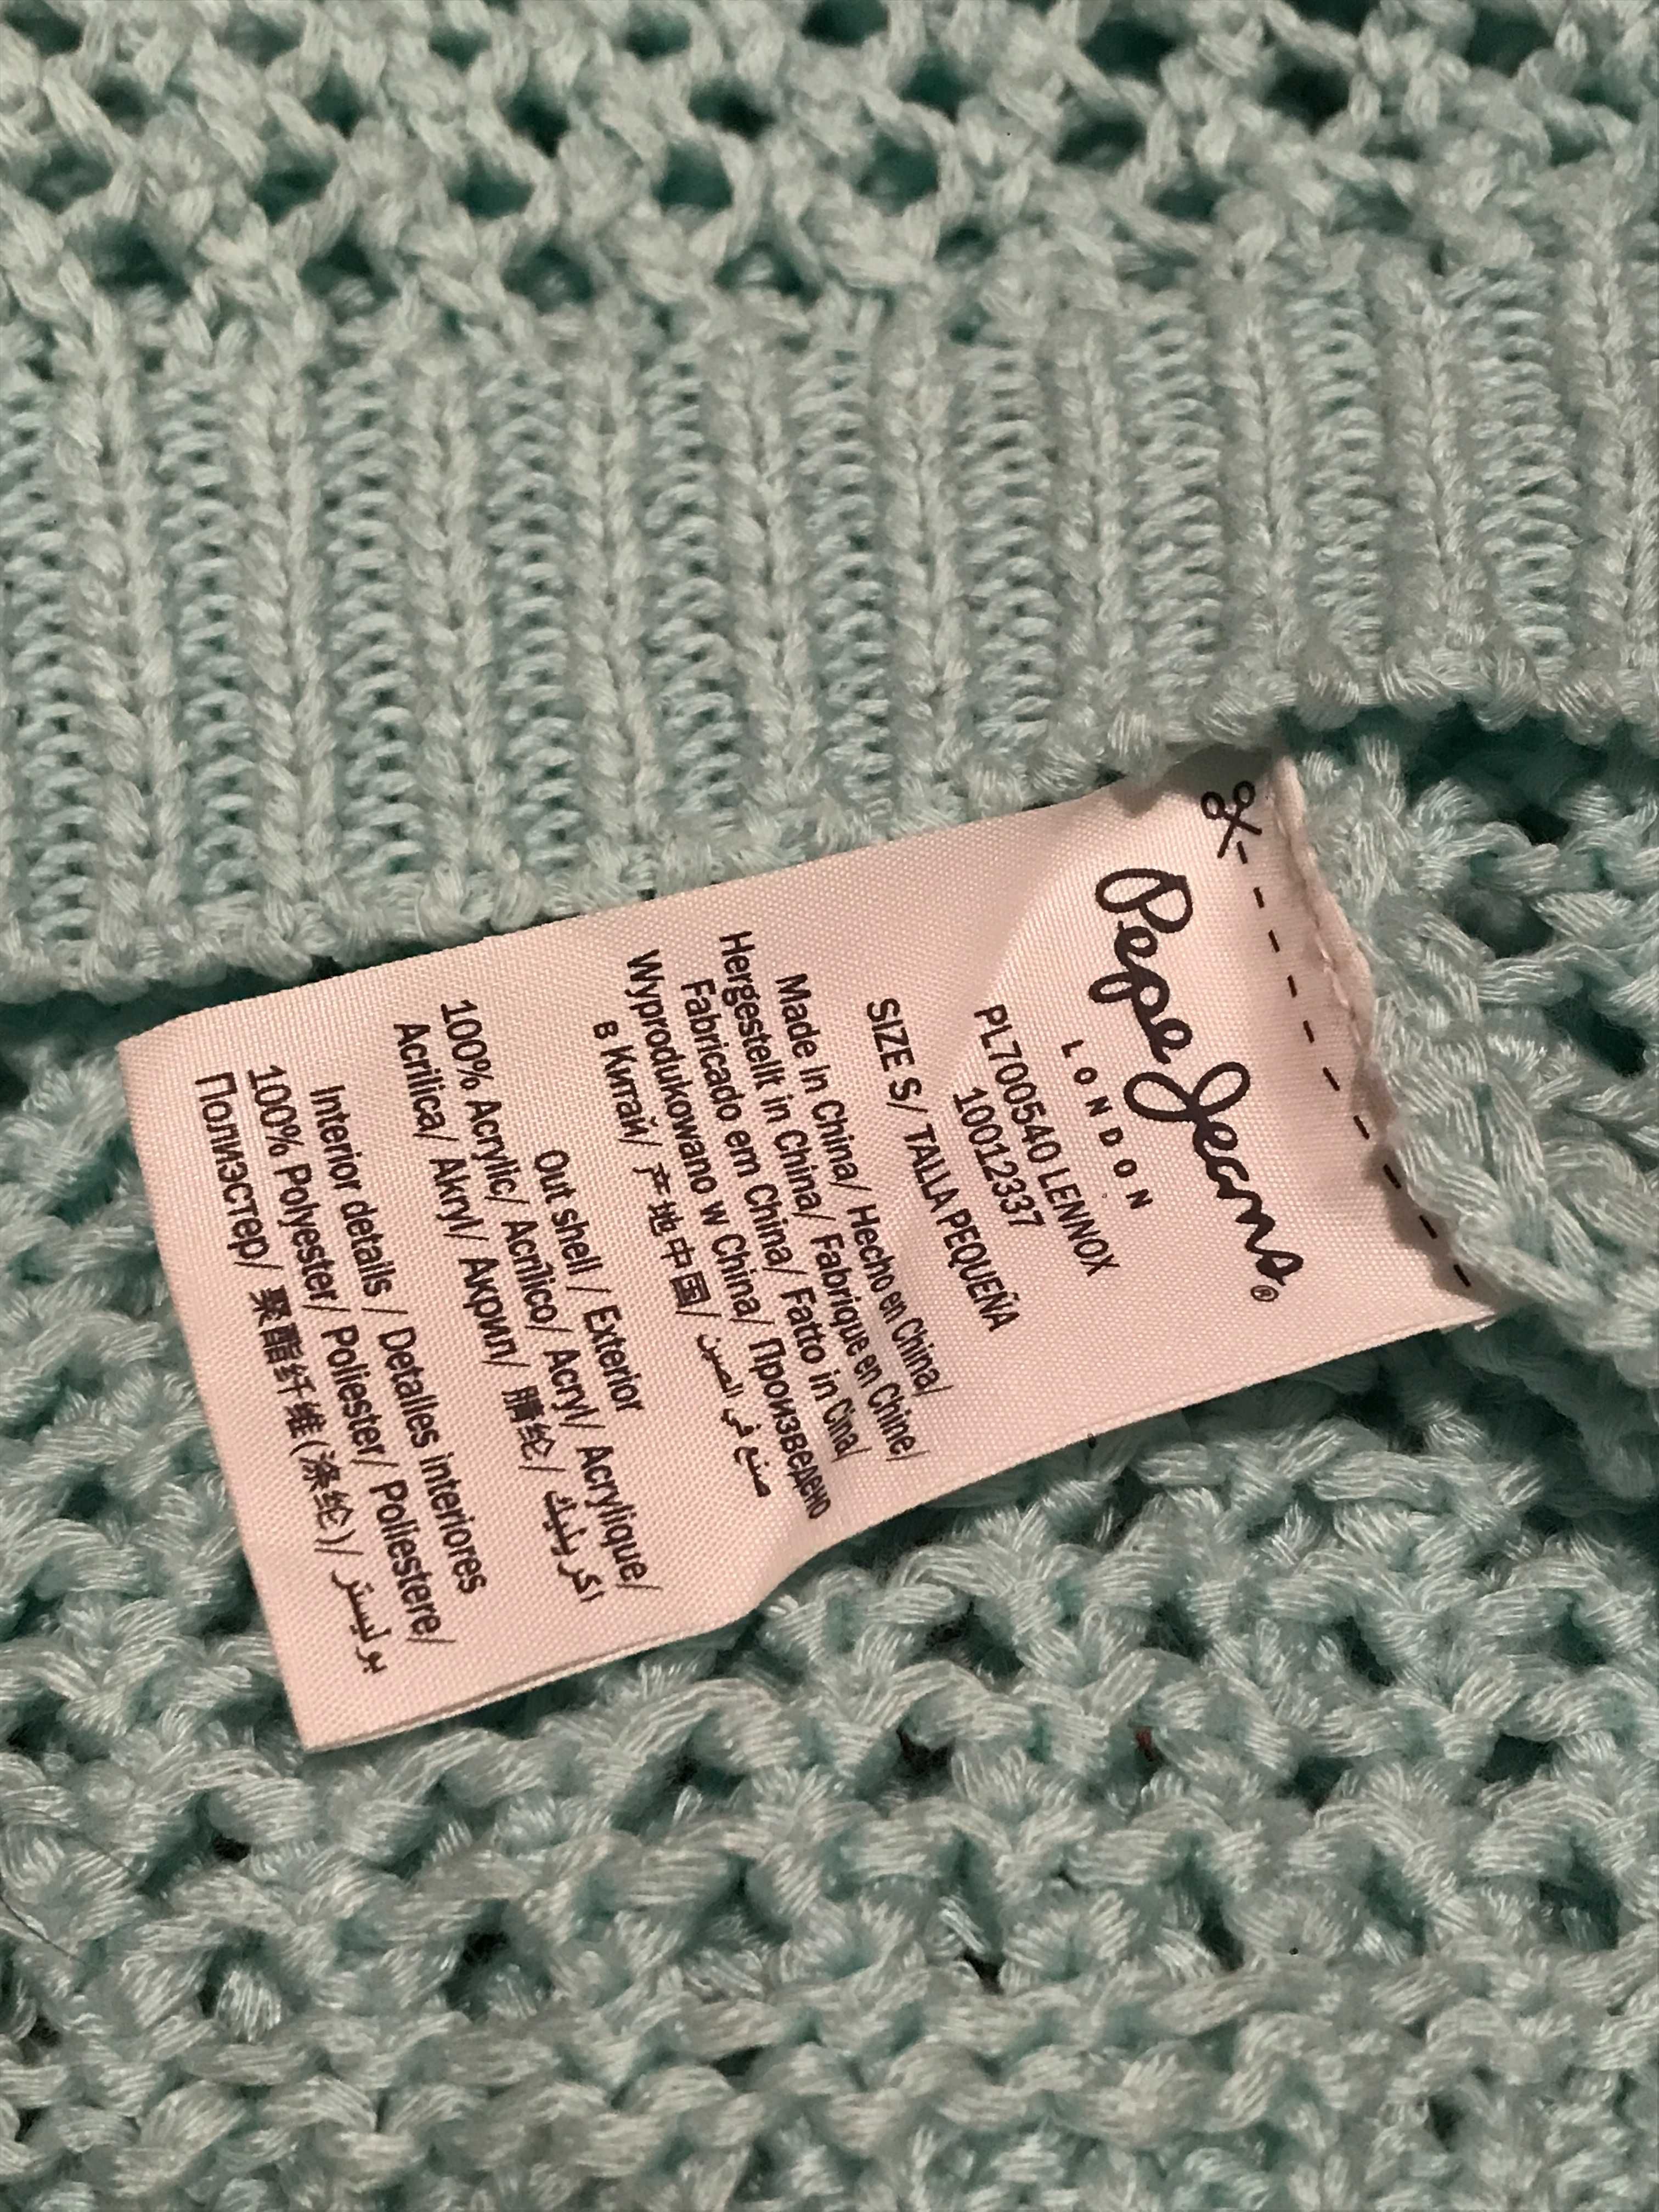 Pepe Jeans®
LONDON
PL700540 LENNOX
10012337
SIZE S/ TALLA PEQUEÑA
Made in China/ Hecho en China/
Hergestellt in China/ Fabrique en Chine/
Fabricado em China/ Fatto in Cina/
Wyprodukowano w China/ Произведено
в Китай/ 产地中国/ صنع في الصين
Out shell / Exterior
100% Acrylic/ Acrílico/ Acryl/ Acrylique/
Acrilica/ Akryl/ Акрил/ 腈纶/ اكريليك
Interior details / Detalles interiores
100% Polyester/ Poliester/ Poliestere/
Полиэстер/ 聚酯纤维(涤纶)/ بوليستر